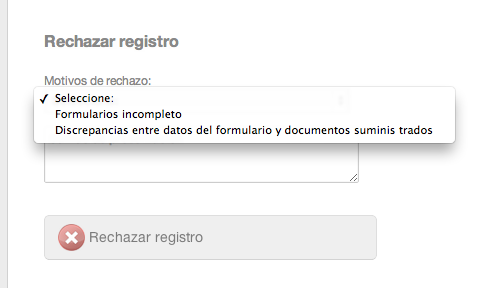 Rechazar registro
Motivos de rechazo:
✓ Seleccione:
Formularios incompleto
Discrepancias entre datos del formulario y documentos suminis trados
Rechazar registro